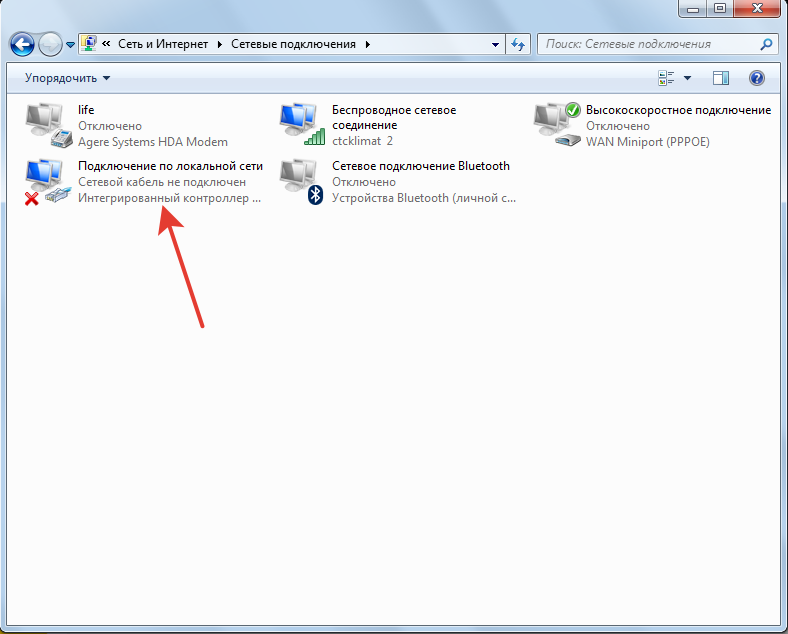 « Сеть и Интернет ▸ Сетевые подключения ▸
Поиск: Сетевые подключения
Упорядочить
life
Отключено
Agere Systems HDA Modem
Беспроводное сетевое
соединение
ctcklimat 2
Высокоскоростное подключение
Отключено
WAN Miniport (PPPOE)
Подключение по локальной сети
Сетевой кабель не подключен
Интегрированный контроллер ...
Сетевое подключение Bluetooth
Отключено
Устройства Bluetooth (личной с...